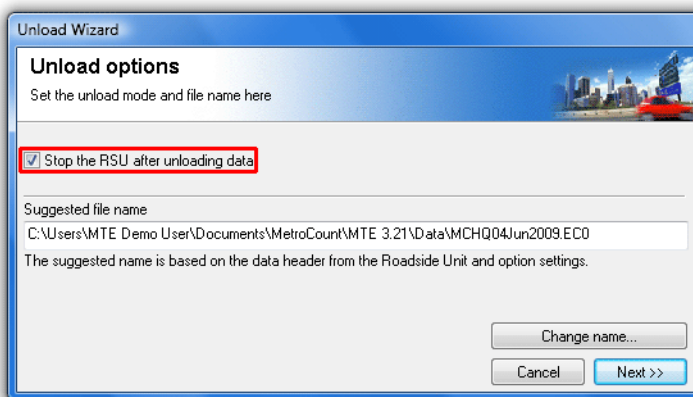 Unload Wizard
Unload options
Set the unload mode and file name here
Stop the RSU after unloading data
Suggested file name
C:\Users\MTE Demo User\Documents\MetroCount\MTE 3.21\Data\MCHQ04Jun2009.EC0
The suggested name is based on the data header from the Roadside Unit and option settings.
Change name...
Cancel
Next >>